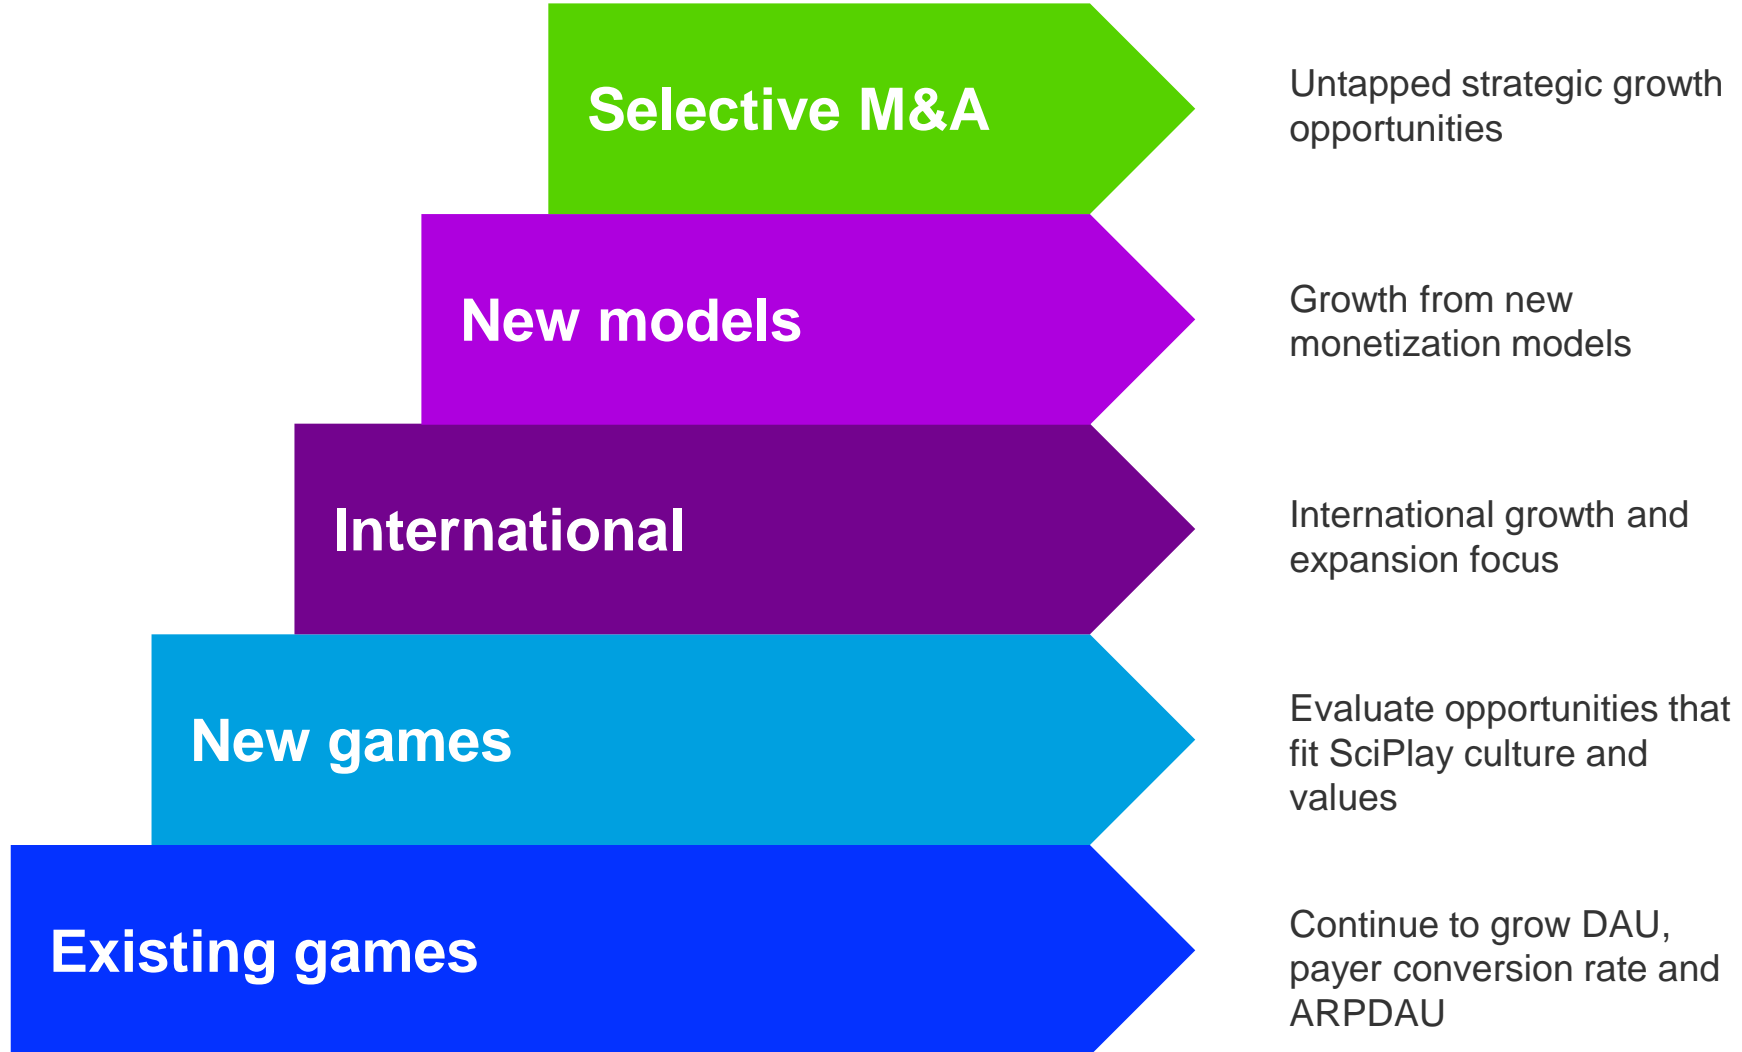 Selective M&A
Untapped strategic growth
opportunities
New models
Growth from new
monetization models
International
International growth and
expansion focus
New games
Evaluate opportunities that
fit SciPlay culture and
values
Existing games
Continue to grow DAU,
payer conversion rate and
ARPDAU